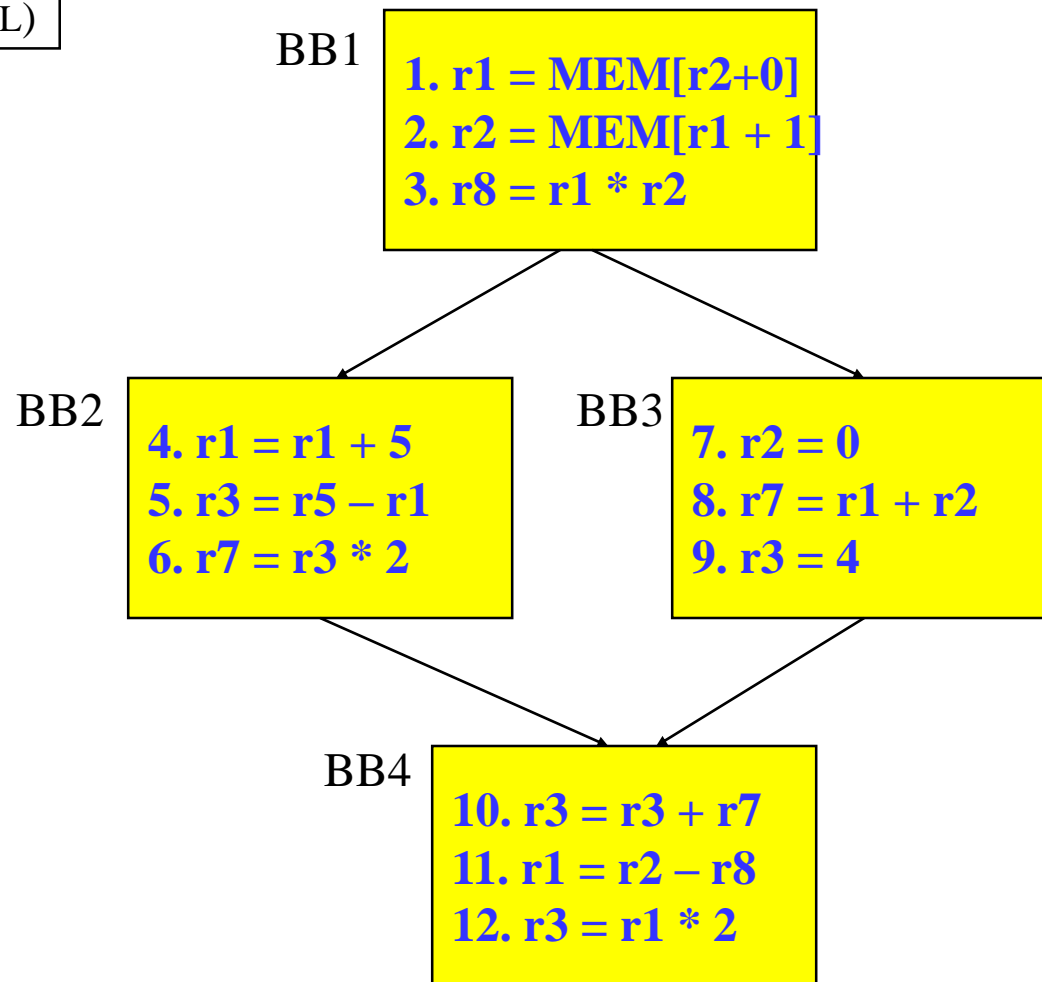 L)
BB1
1. r1 = MEM[r2+0]
2. r2 = MEM[r1 + 1]
3. r8 = r1 * r2
BB2
4. r1 = r1 + 5
5. r3 = r5 – r1
6. r7 = r3 * 2
BB3
7. r2 = 0
8. r7 = r1 + r2
9. r3 = 4
BB4
10. r3 = r3 + r7
11. r1 = r2 – r8
12. r3 = r1 * 2